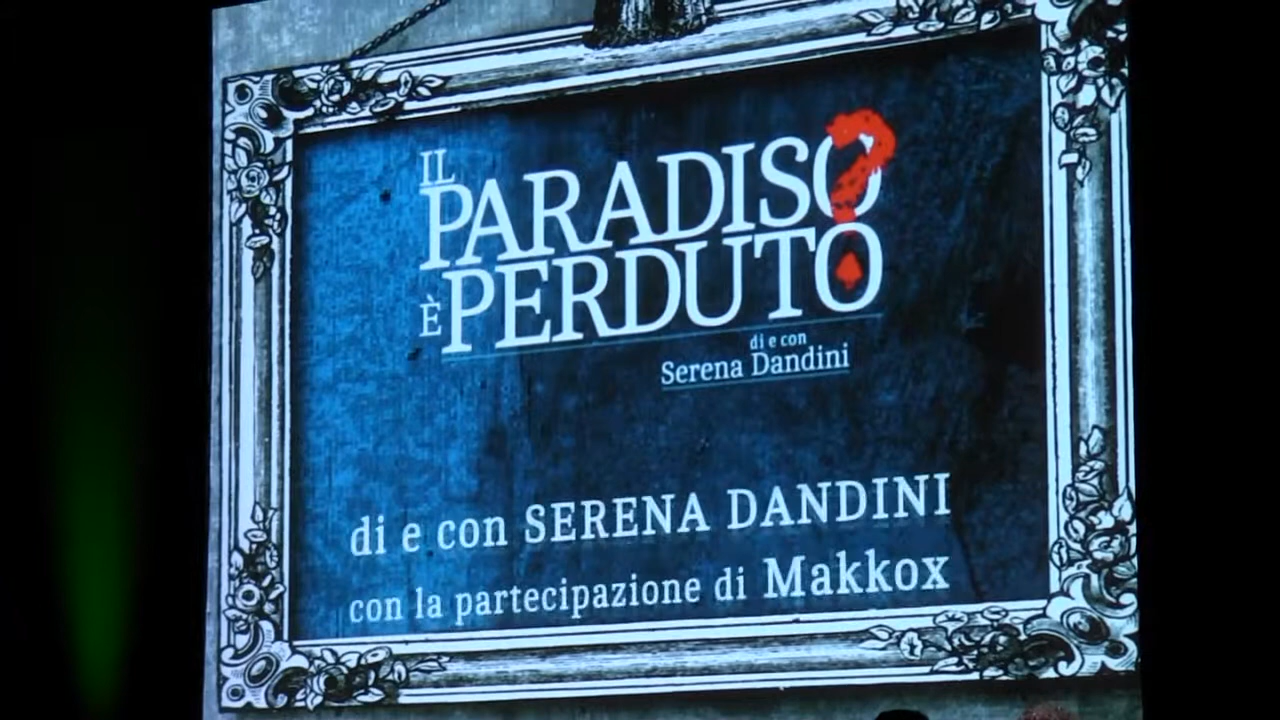 IL
PARADISO?
È PERDUTO
di e con
Serena Dandini
di e con SERENA DANDINI
con la partecipazione di Makkox